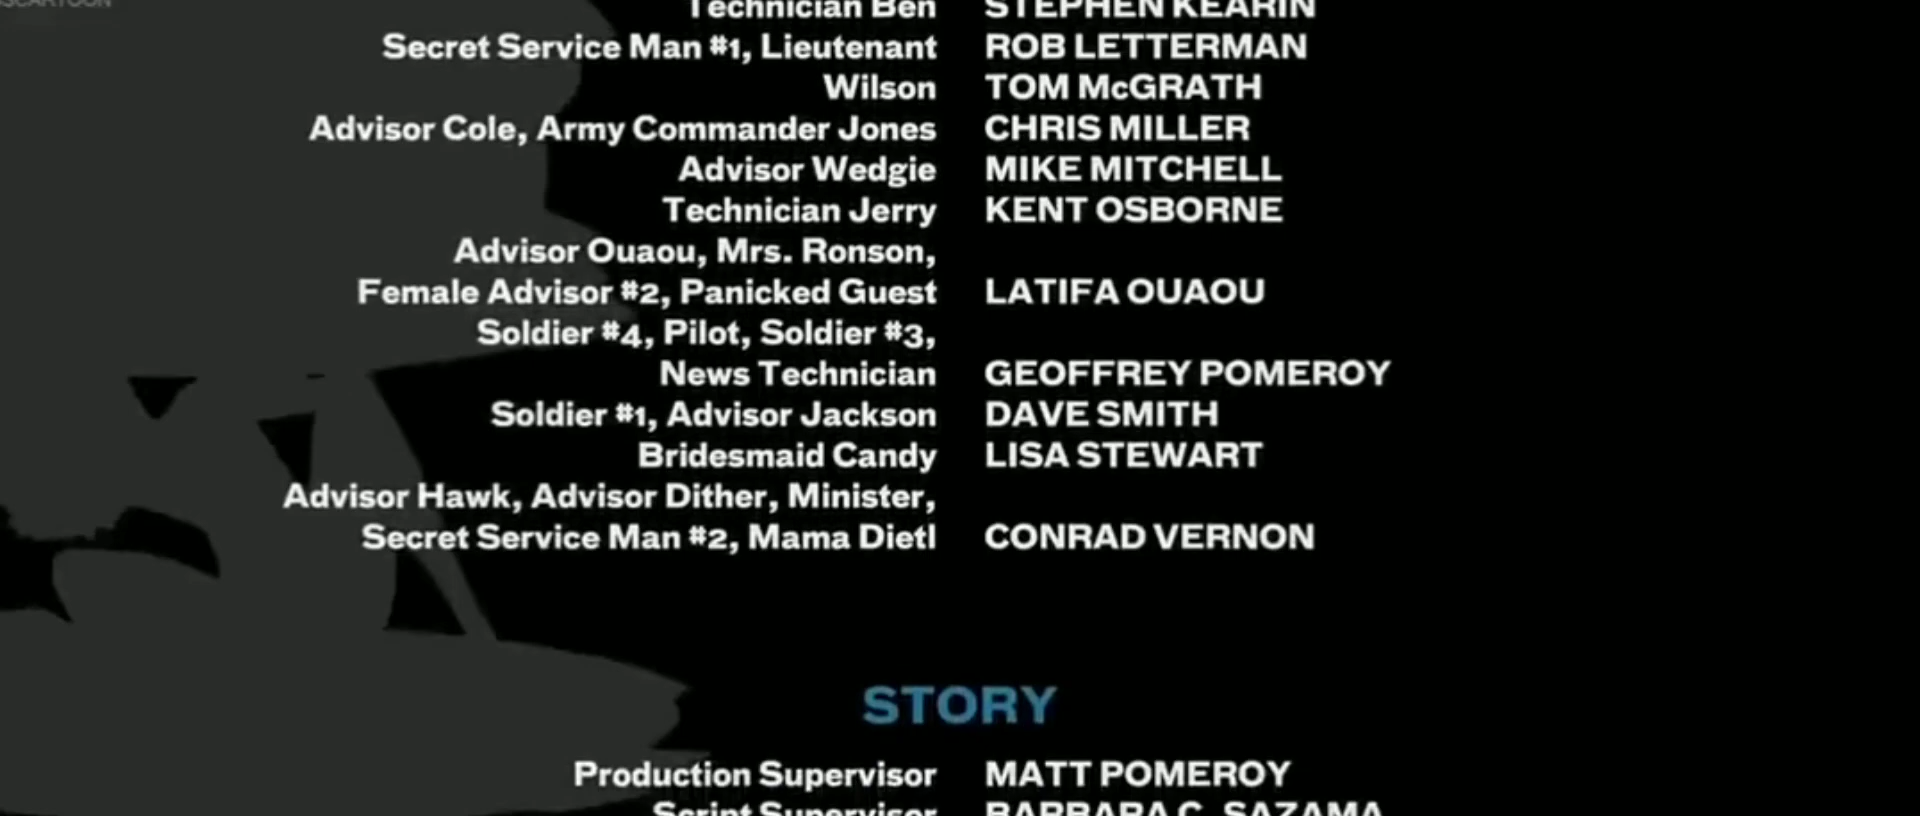 Technician Ben STEPHEN KEARIN
Secret Service Man #1, Lieutenant ROB LETTERMAN
Wilson TOM McGRATH
Advisor Cole, Army Commander Jones CHRIS MILLER
Advisor Wedgie MIKE MITCHELL
Technician Jerry KENT OSBORNE
Advisor Ouaou, Mrs. Ronson,
Female Advisor #2, Panicked Guest LATIFA OUAOU
Soldier #4, Pilot, Soldier #3,
News Technician GEOFFREY POMEROY
Soldier #1, Advisor Jackson DAVE SMITH
Bridesmaid Candy LISA STEWART
Advisor Hawk, Advisor Dither, Minister,
Secret Service Man #2, Mama Dietl CONRAD VERNON
STORY
Production Supervisor MATT POMEROY
Script Supervisor BARBARA C. SAZAMA